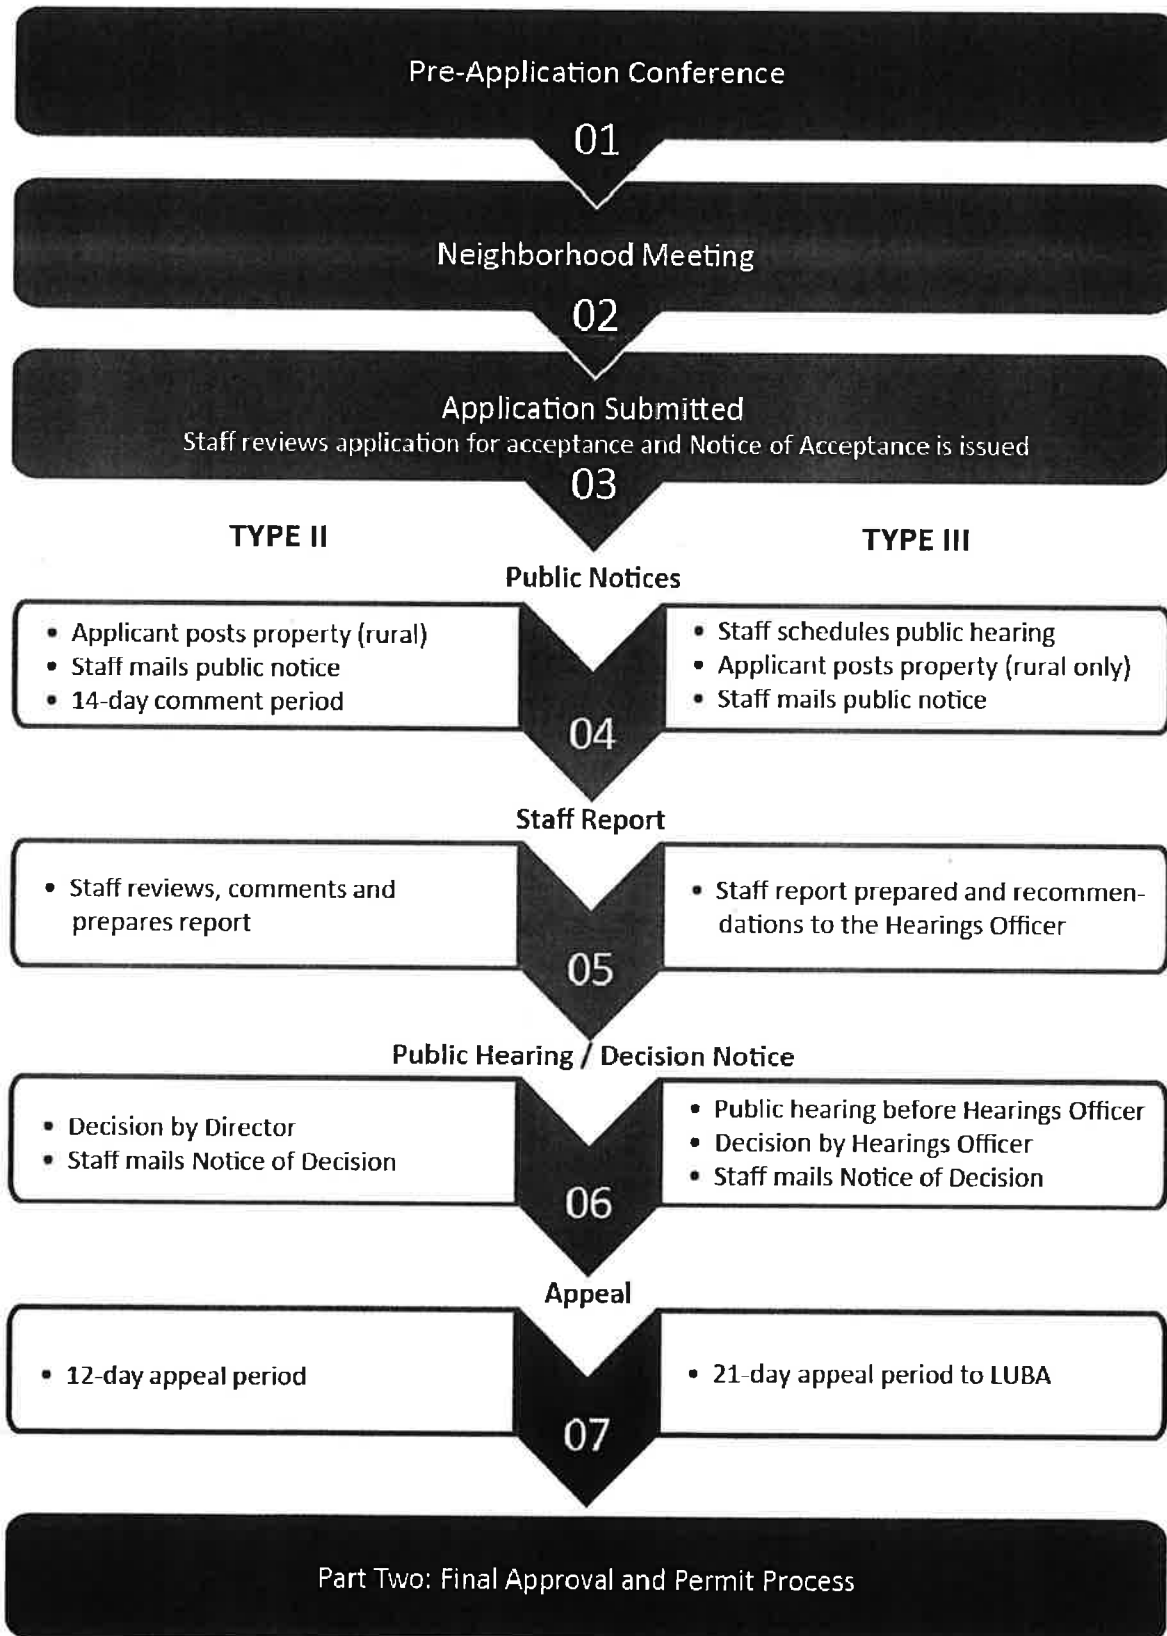 Pre-Application Conference
01
Neighborhood Meeting
02
Application Submitted
Staff reviews application for acceptance and Notice of Acceptance is issued
03
TYPE II
TYPE III
Public Notices
• Applicant posts property (rural)
• Staff mails public notice
• 14-day comment period
04
• Staff schedules public hearing
• Applicant posts property (rural only)
• Staff mails public notice
Staff Report
• Staff reviews, comments and
prepares report
05
• Staff report prepared and recommen-
dations to the Hearings Officer
Public Hearing / Decision Notice
• Decision by Director
• Staff mails Notice of Decision
06
• Public hearing before Hearings Officer
• Decision by Hearings Officer
• Staff mails Notice of Decision
Appeal
• 12-day appeal period
07
• 21-day appeal period to LUBA
Part Two: Final Approval and Permit Process